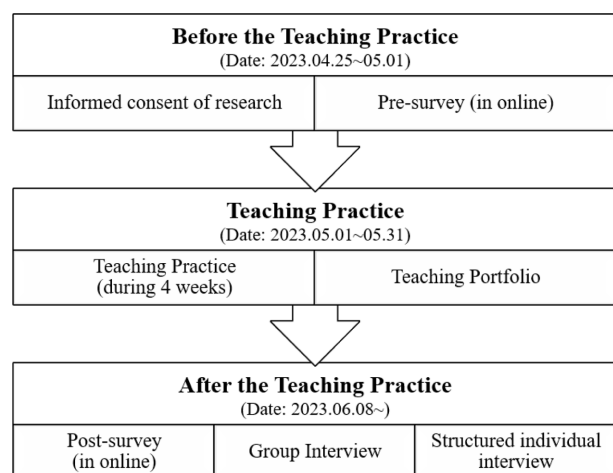 Before the Teaching Practice
(Date: 2023.04.25~05.01)
Informed consent of research
Pre-survey (in online)
Teaching Practice
(Date: 2023.05.01~05.31)
Teaching Practice
(during 4 weeks)
Teaching Portfolio
After the Teaching Practice
(Date: 2023.06.08~)
Post-survey
(in online)
Group Interview
Structured individual
interview